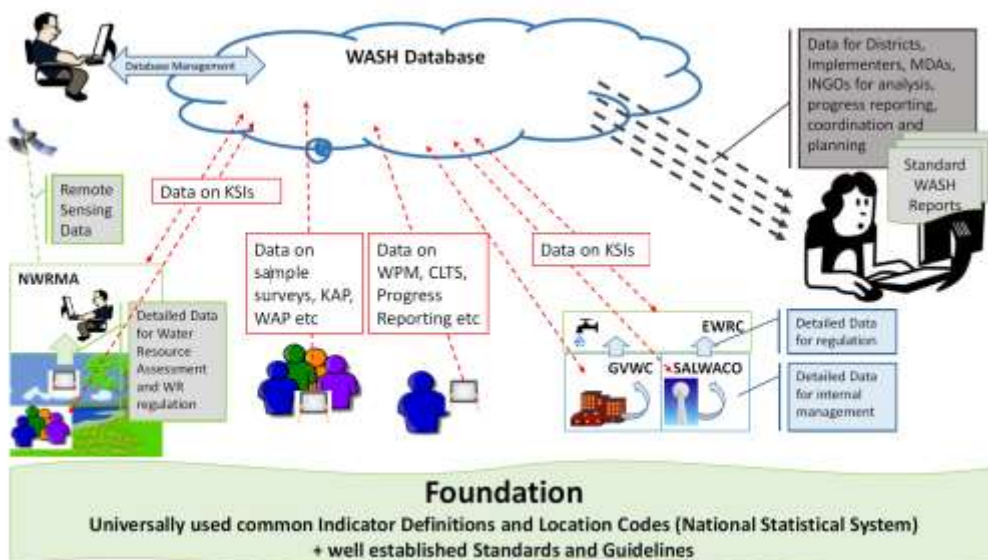 WASH Database
Database Management
Data for Districts,
Implementers, MDAs,
INGOs for analysis,
progress reporting,
coordination and
planning
Standard
WASH
Reports
Remote
Sensing
Data
Data on KSIs
Data on
sample
surveys, KAP,
WAP etc
Data on
WPM, CLTS,
Progress
Reporting etc
Data on KSIs
NWRMA
Detailed Data
for Water
Resource
Assessment
and WR
regulation
EWRC
GVWC
SALWACO
Detailed Data
for regulation
Detailed Data
for internal
management
Foundation
Universally used common Indicator Definitions and Location Codes (National Statistical System)
+ well established Standards and Guidelines